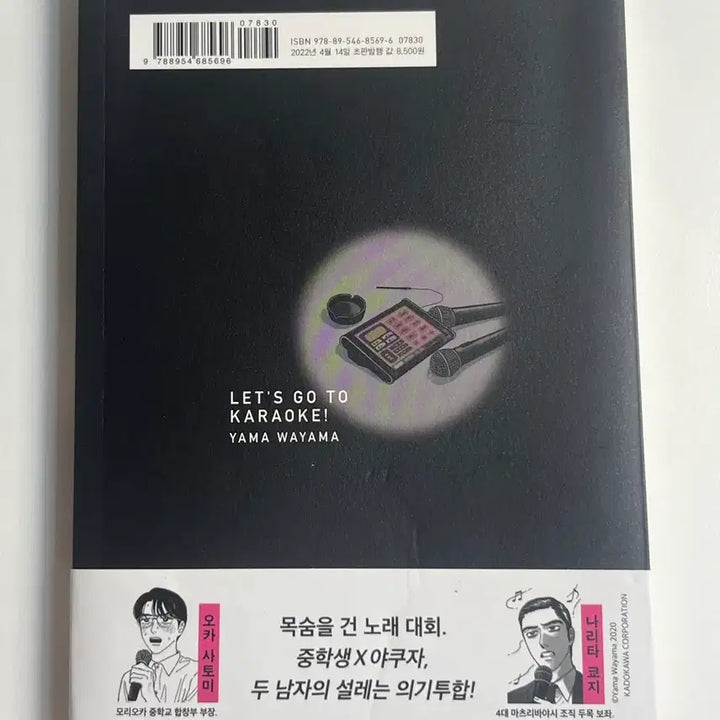 07830
9 788954 685696
ISBN 978-89-546-8569-6 07830
2022년 4월 14일 초판발행 값 8,500원
LET'S GO TO
KARAOKE!
YAMA WAYAMA
오카 사토미
모리오카 중학교 합창부 부장.
목숨을 건 노래 대회.
중학생 X 야쿠자,
두 남자의 설레는 의기투합!
나리타 쿄지
4대 마츠리바야시 조직 두목 보좌.
©Yama Wayama 2020
KADOKAWA CORPORATION